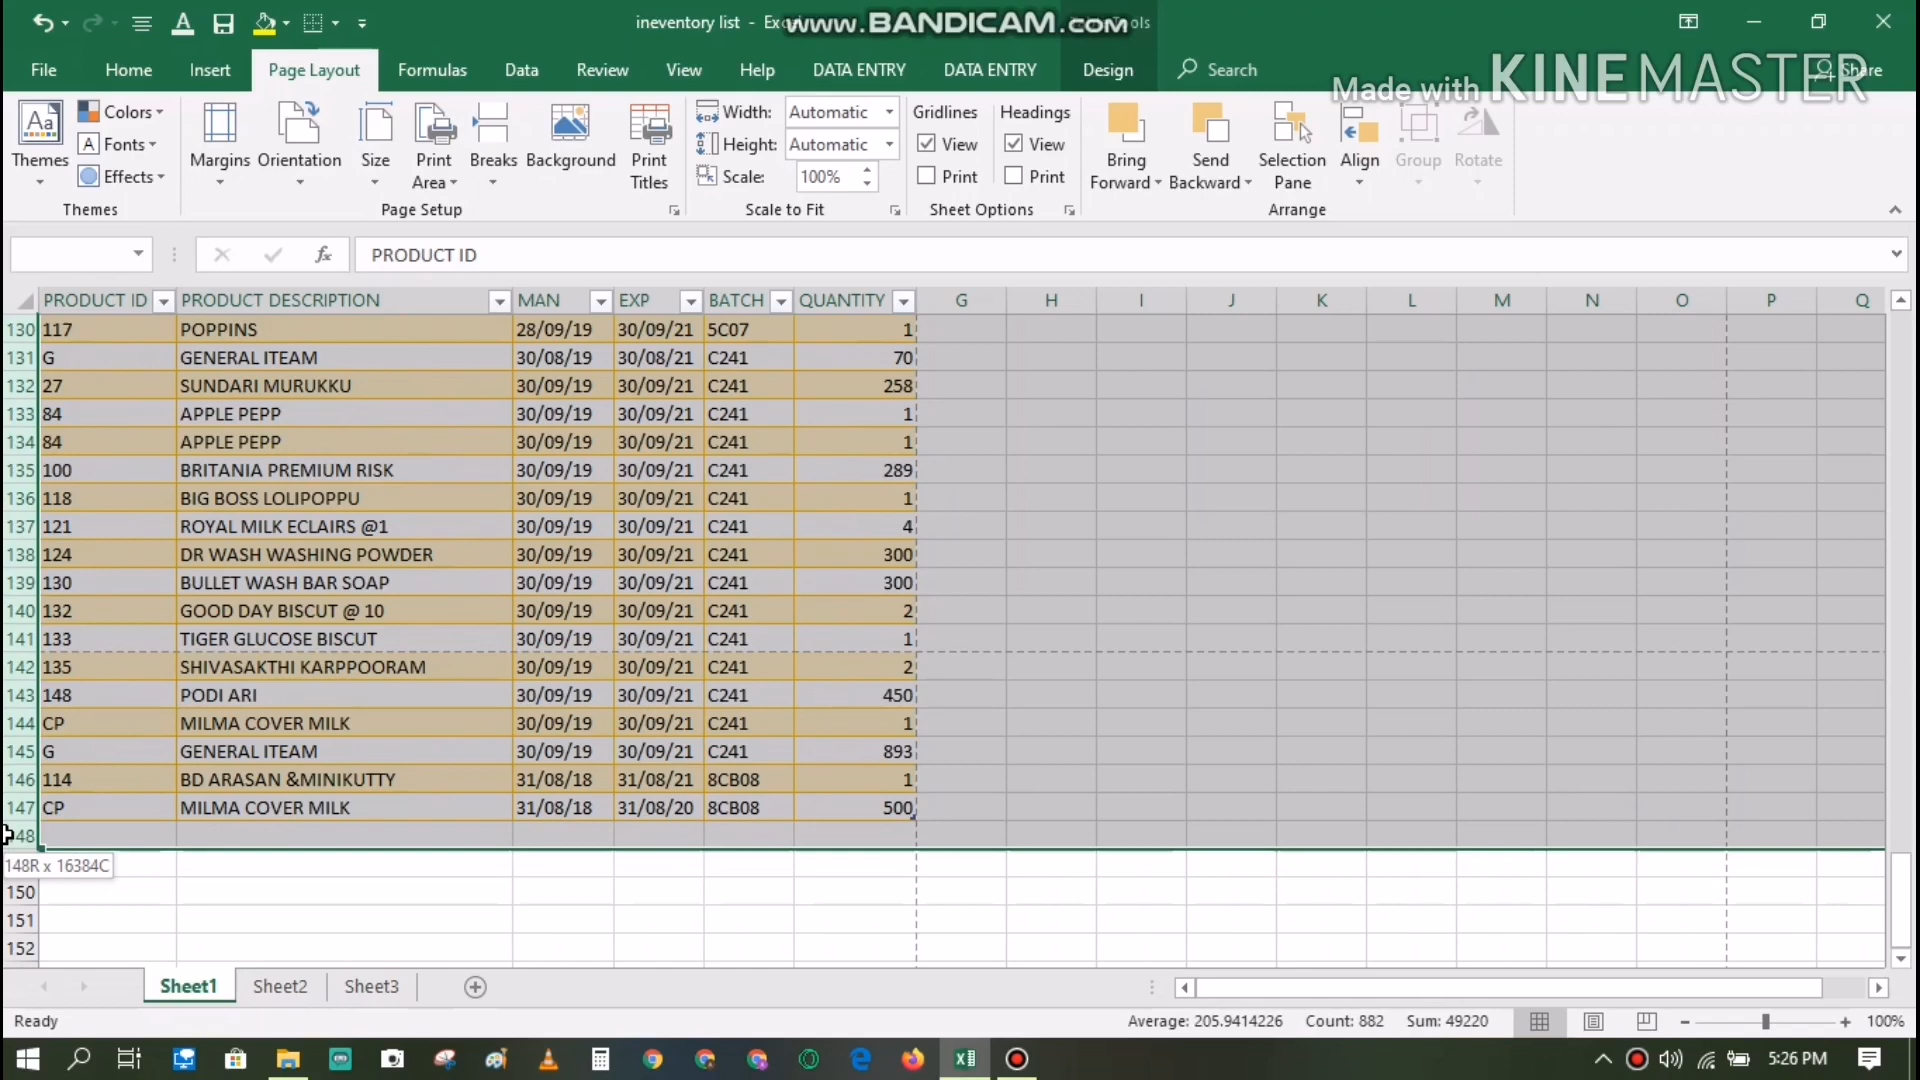 ineventory list - Ex
www.BANDICAM.com
File Home Insert Page Layout Formulas Data Review View Help DATA ENTRY DATA ENTRY Design Search Share
Made with KINEMASTER
Themes Colors Fonts Effects Margins Orientation Size Print Area Breaks Background Print Titles
Width: Automatic Height: Automatic Scale: 100%
Gridlines View Print Headings View Print
Bring Forward Send Backward Selection Pane Align Group Rotate
Themes Page Setup Scale to Fit Sheet Options Arrange
fx PRODUCT ID
PRODUCT ID PRODUCT DESCRIPTION MAN EXP BATCH QUANTITY G H I J K L M N O P Q
130 117 POPPINS 28/09/19 30/09/21 5C07 1
131 G GENERAL ITEAM 30/08/19 30/08/21 C241 70
132 27 SUNDARI MURUKKU 30/09/19 30/09/21 C241 258
133 84 APPLE PEPP 30/09/19 30/09/21 C241 1
134 84 APPLE PEPP 30/09/19 30/09/21 C241 1
135 100 BRITANIA PREMIUM RISK 30/09/19 30/09/21 C241 289
136 118 BIG BOSS LOLIPOPPU 30/09/19 30/09/21 C241 1
137 121 ROYAL MILK ECLAIRS @1 30/09/19 30/09/21 C241 4
138 124 DR WASH WASHING POWDER 30/09/19 30/09/21 C241 300
139 130 BULLET WASH BAR SOAP 30/09/19 30/09/21 C241 300
140 132 GOOD DAY BISCUT @ 10 30/09/19 30/09/21 C241 2
141 133 TIGER GLUCOSE BISCUT 30/09/19 30/09/21 C241 1
142 135 SHIVASAKTHI KARPPOORAM 30/09/19 30/09/21 C241 2
143 148 PODI ARI 30/09/19 30/09/21 C241 450
144 CP MILMA COVER MILK 30/09/19 30/09/21 C241 1
145 G GENERAL ITEAM 30/09/19 30/09/21 C241 893
146 114 BD ARASAN &MINIKUTTY 31/08/18 31/08/21 8CB08 1
147 CP MILMA COVER MILK 31/08/18 31/08/20 8CB08 500
48
148R x 16384C
150
151
152
Sheet1 Sheet2 Sheet3
Ready Average: 205.9414226 Count: 882 Sum: 49220 100%
5:26 PM